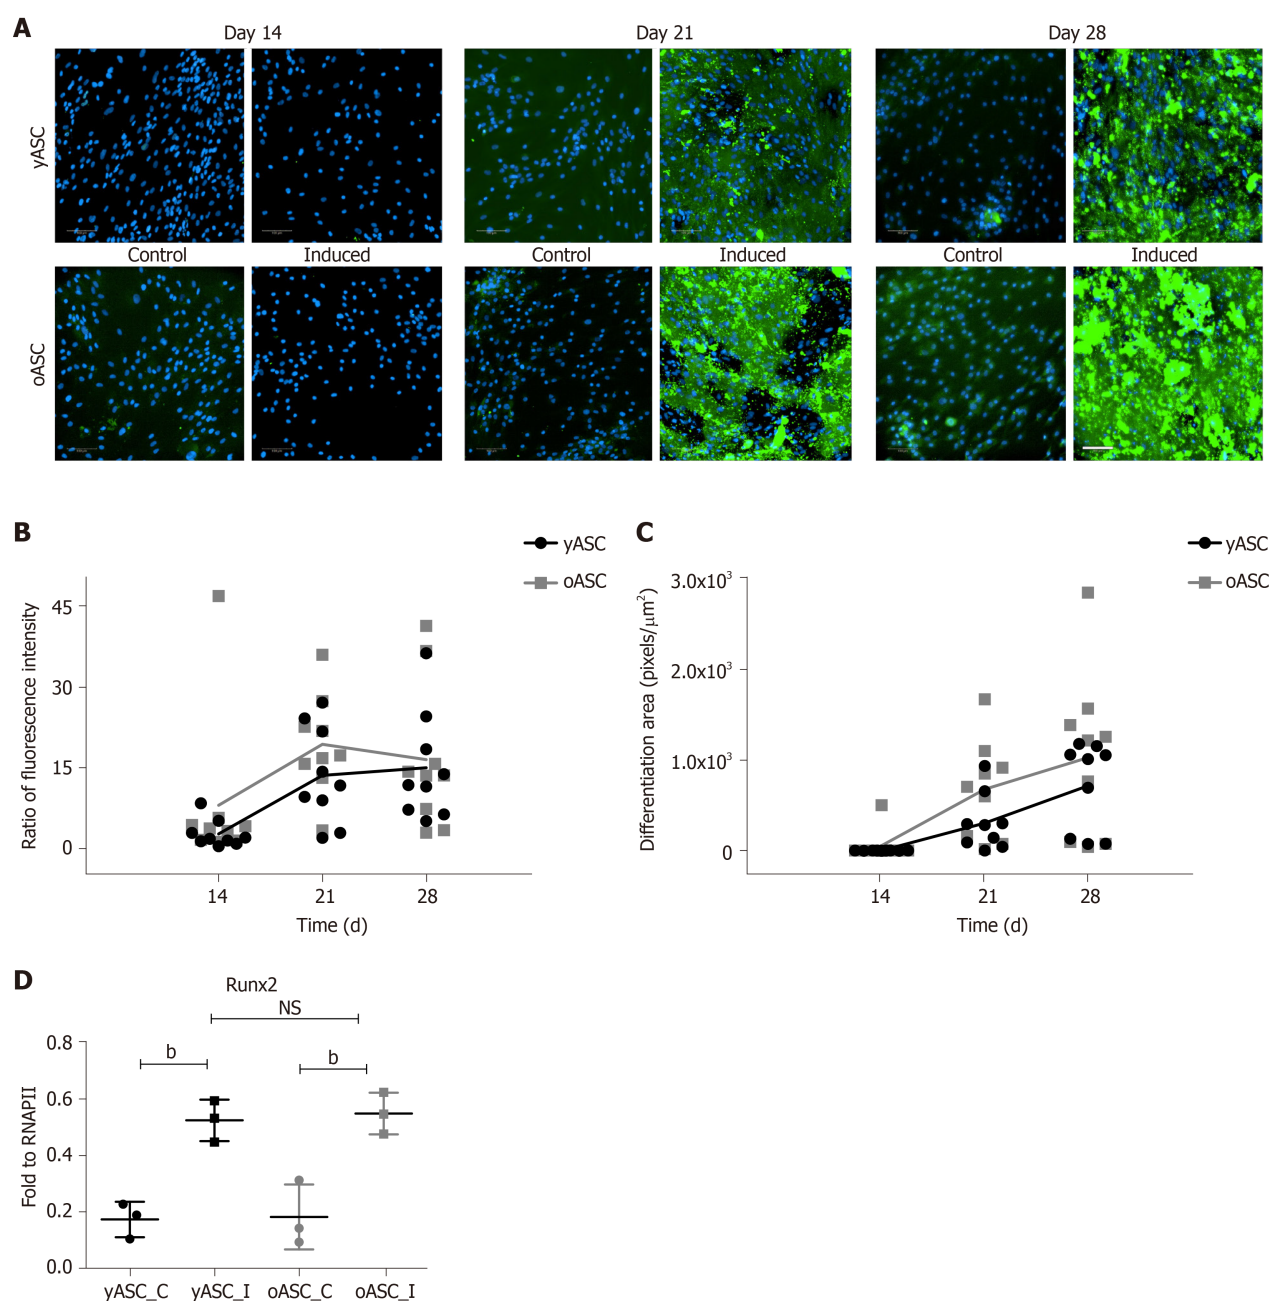 A
Day 14 Day 21 Day 28
yASC
Control Induced Control Induced Control Induced
oASC
B
yASC
oASC
Ratio of fluorescence intensity
45
30
15
0
14 21 28
Time (d)
C
yASC
oASC
Differentiation area (pixels/μm²)
3.0x10³
2.0x10³
1.0x10³
0
14 21 28
Time (d)
D
Runx2
NS
b b
Fold to RNAPII
0.8
0.6
0.4
0.2
0.0
yASC_C yASC_I oASC_C oASC_I